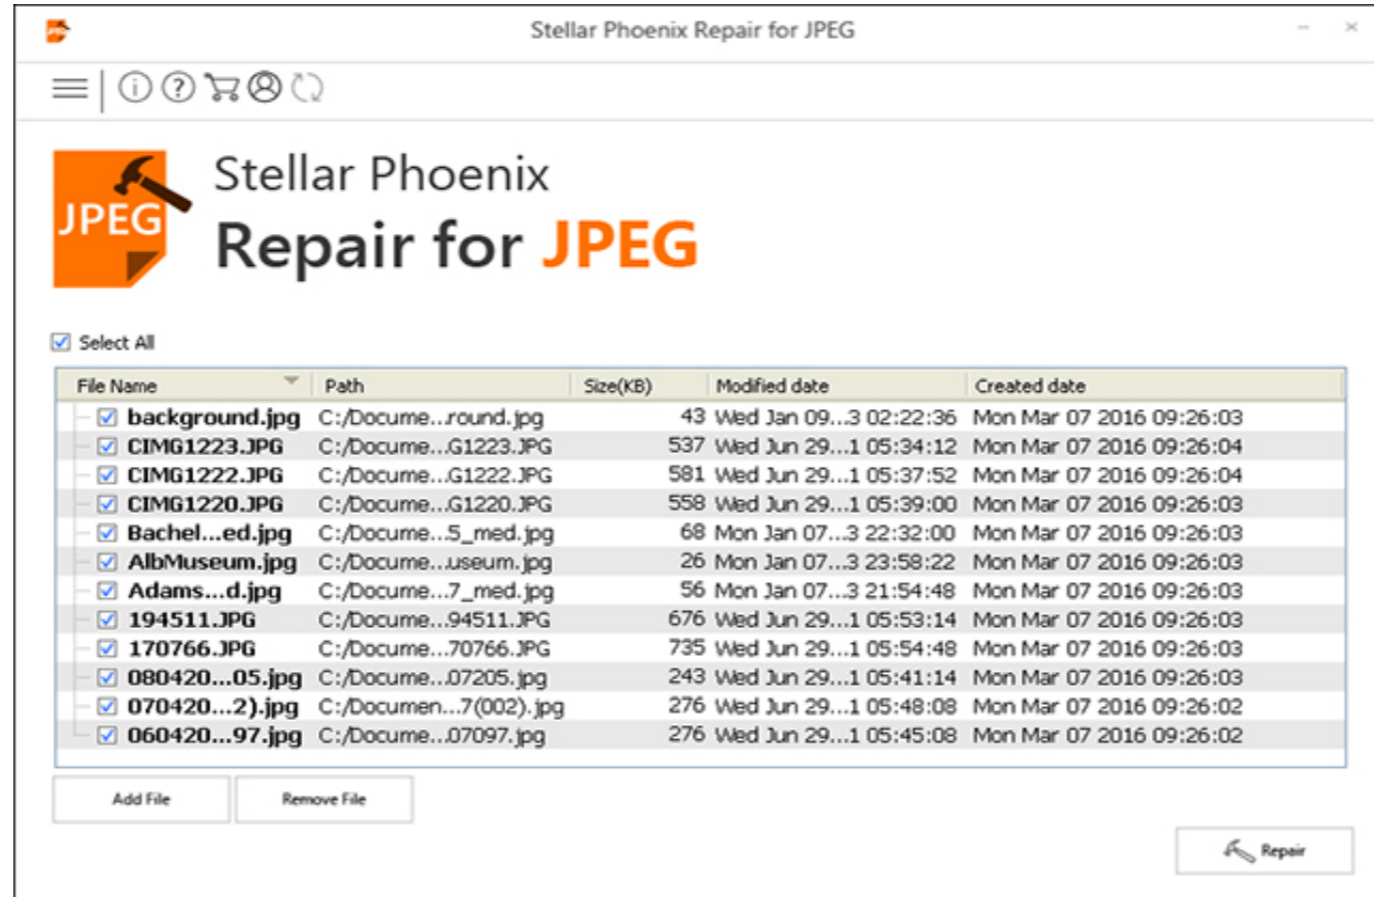 Stellar Phoenix Repair for JPEG
JPEG
Stellar Phoenix
Repair for JPEG
Select All
File Name Path Size(KB) Modified date Created date
background.jpg C:/Docume...round.jpg 43 Wed Jan 09...3 02:22:36 Mon Mar 07 2016 09:26:03
CIMG1223.JPG C:/Docume...G1223.JPG 537 Wed Jun 29...1 05:34:12 Mon Mar 07 2016 09:26:04
CIMG1222.JPG C:/Docume...G1222.JPG 581 Wed Jun 29...1 05:37:52 Mon Mar 07 2016 09:26:04
CIMG1220.JPG C:/Docume...G1220.JPG 558 Wed Jun 29...1 05:39:00 Mon Mar 07 2016 09:26:03
Bachel...ed.jpg C:/Docume...5_med.jpg 68 Mon Jan 07...3 22:32:00 Mon Mar 07 2016 09:26:03
AlbMuseum.jpg C:/Docume...useum.jpg 26 Mon Jan 07...3 23:58:22 Mon Mar 07 2016 09:26:03
Adams...d.jpg C:/Docume...7_med.jpg 56 Mon Jan 07...3 21:54:48 Mon Mar 07 2016 09:26:03
194511.JPG C:/Docume...94511.JPG 676 Wed Jun 29...1 05:53:14 Mon Mar 07 2016 09:26:03
170766.JPG C:/Docume...70766.JPG 735 Wed Jun 29...1 05:54:48 Mon Mar 07 2016 09:26:03
080420...05.jpg C:/Docume...07205.jpg 243 Wed Jun 29...1 05:41:14 Mon Mar 07 2016 09:26:03
070420...2).jpg C:/Documen...7(002).jpg 276 Wed Jun 29...1 05:48:08 Mon Mar 07 2016 09:26:02
060420...97.jpg C:/Docume...07097.jpg 276 Wed Jun 29...1 05:45:08 Mon Mar 07 2016 09:26:02
Add File Remove File
Repair